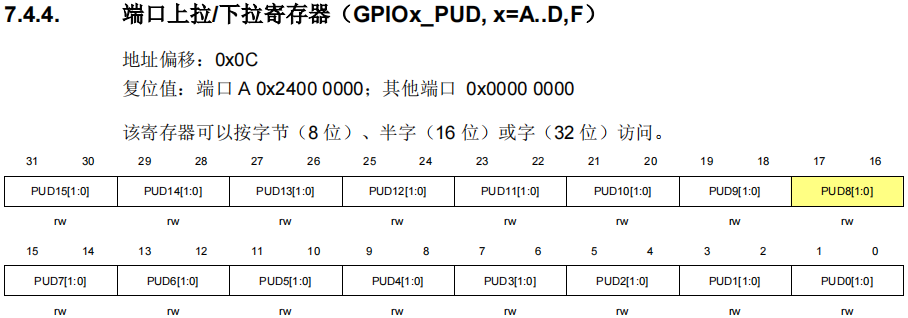 7.4.4. 端口上拉/下拉寄存器（GPIOx_PUD, x=A..D,F）
地址偏移：0x0C
复位值：端口 A 0x2400 0000；其他端口 0x0000 0000
该寄存器可以按字节（8 位）、半字（16 位）或字（32 位）访问。
31 30 29 28 27 26 25 24 23 22 21 20 19 18 17 16
PUD15[1:0] PUD14[1:0] PUD13[1:0] PUD12[1:0] PUD11[1:0] PUD10[1:0] PUD9[1:0] PUD8[1:0]
rw rw rw rw rw rw rw rw
15 14 13 12 11 10 9 8 7 6 5 4 3 2 1 0
PUD7[1:0] PUD6[1:0] PUD5[1:0] PUD4[1:0] PUD3[1:0] PUD2[1:0] PUD1[1:0] PUD0[1:0]
rw rw rw rw rw rw rw rw